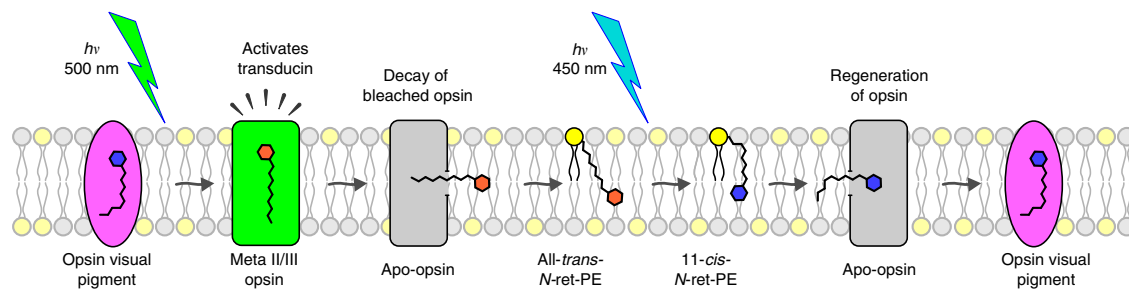 hν
500 nm
Activates
transducin
Decay of
bleached opsin
hν
450 nm
Regeneration
of opsin
Opsin visual
pigment
Meta II/III
opsin
Apo-opsin
All-trans-
N-ret-PE
11-cis-
N-ret-PE
Apo-opsin
Opsin visual
pigment